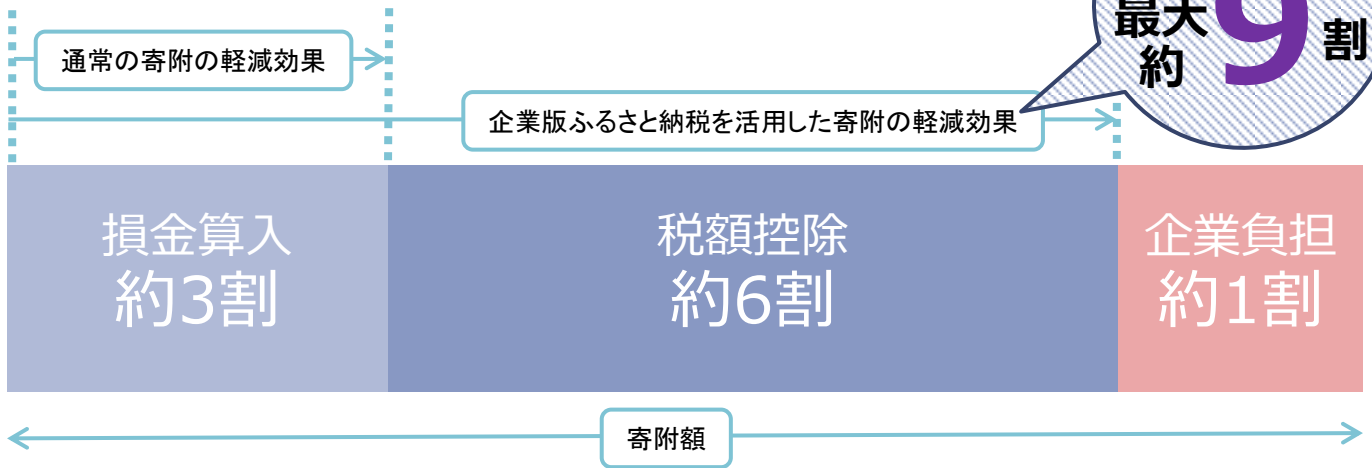 最大
約
9
割
通常の寄附の軽減効果
企業版ふるさと納税を活用した寄附の軽減効果
損金算入
約3割
税額控除
約6割
企業負担
約1割
寄附額